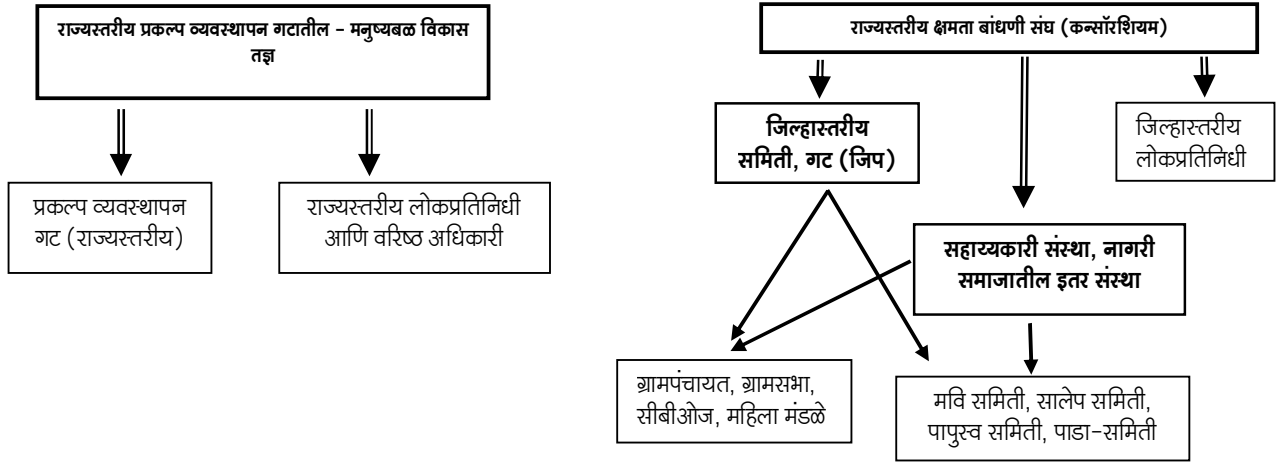 राज्यस्तरीय प्रकल्प व्यवस्थापन गटातील - मनुष्यबळ विकास
तज्ञ
प्रकल्प व्यवस्थापन
गट (राज्यस्तरीय)
राज्यस्तरीय लोकप्रतिनिधी
आणि वरिष्ठ अधिकारी
राज्यस्तरीय क्षमता बांधणी संघ (कन्सॉरशियम)
जिल्हास्तरीय
समिती, गट (जिप)
जिल्हास्तरीय
लोकप्रतिनिधी
सहाय्यकारी संस्था, नागरी
समाजातील इतर संस्था
ग्रामपंचायत, ग्रामसभा,
सीबीओज, महिला मंडळे
मवि समिती, सालेप समिती,
पापुस्व समिती, पाडा-समिती